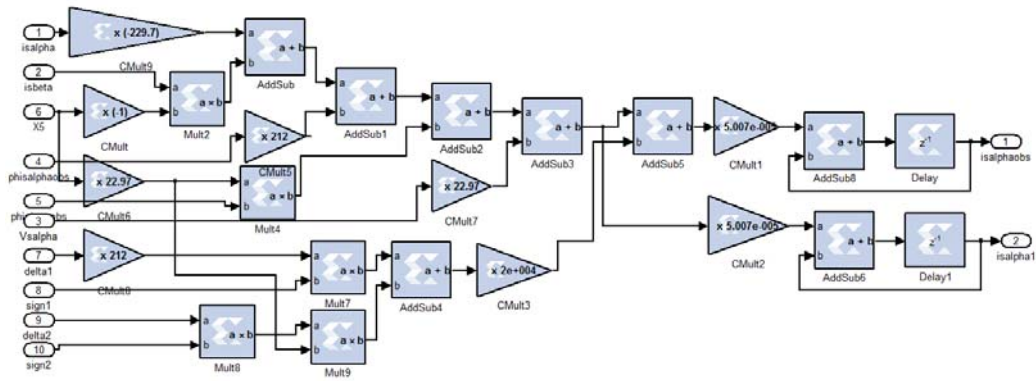 1
isalpha
x (-229.7)
CMult9
a
b
a + b
AddSub
2
isbeta
6
X5
x (-1)
CMult
a
b
a × b
Mult2
4
phisalphaobs
x 212
CMult5
a
b
a + b
AddSub1
a
b
a + b
AddSub2
a
b
a + b
AddSub3
a
b
a + b
AddSub5
x 5.007e-005
CMult1
a
b
a + b
AddSub8
z⁻¹
Delay
1
isalphaobs
x 22.97
CMult6
5
3
Vsalpha
a
b
a × b
Mult4
x 22.97
CMult7
x 5.007e-005
CMult2
a
b
a + b
AddSub6
z⁻¹
Delay1
2
isalpha1
7
delta1
x 212
CMult8
8
sign1
a
b
a × b
Mult7
a
b
a + b
AddSub4
x 2e+004
CMult3
9
delta2
10
sign2
a
b
a × b
Mult8
a
b
a × b
Mult9